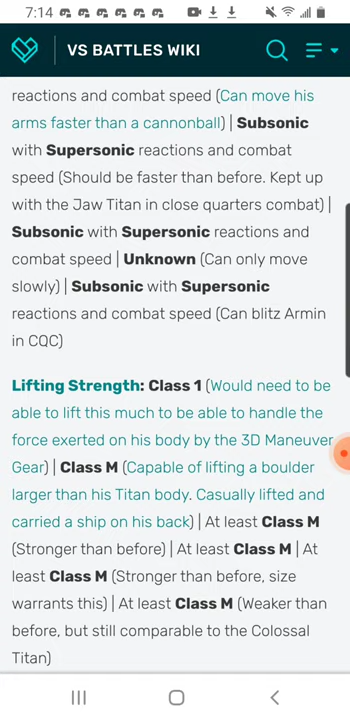 7:14
VS BATTLES WIKI
reactions and combat speed (Can move his
arms faster than a cannonball) | Subsonic
with Supersonic reactions and combat
speed (Should be faster than before. Kept up
with the Jaw Titan in close quarters combat) |
Subsonic with Supersonic reactions and
combat speed | Unknown (Can only move
slowly) | Subsonic with Supersonic
reactions and combat speed (Can blitz Armin
in CQC)
Lifting Strength: Class 1 (Would need to be
able to lift this much to be able to handle the
force exerted on his body by the 3D Maneuver
Gear) | Class M (Capable of lifting a boulder
larger than his Titan body. Casually lifted and
carried a ship on his back) | At least Class M
(Stronger than before) | At least Class M | At
least Class M (Stronger than before, size
warrants this) | At least Class M (Weaker than
before, but still comparable to the Colossal
Titan)